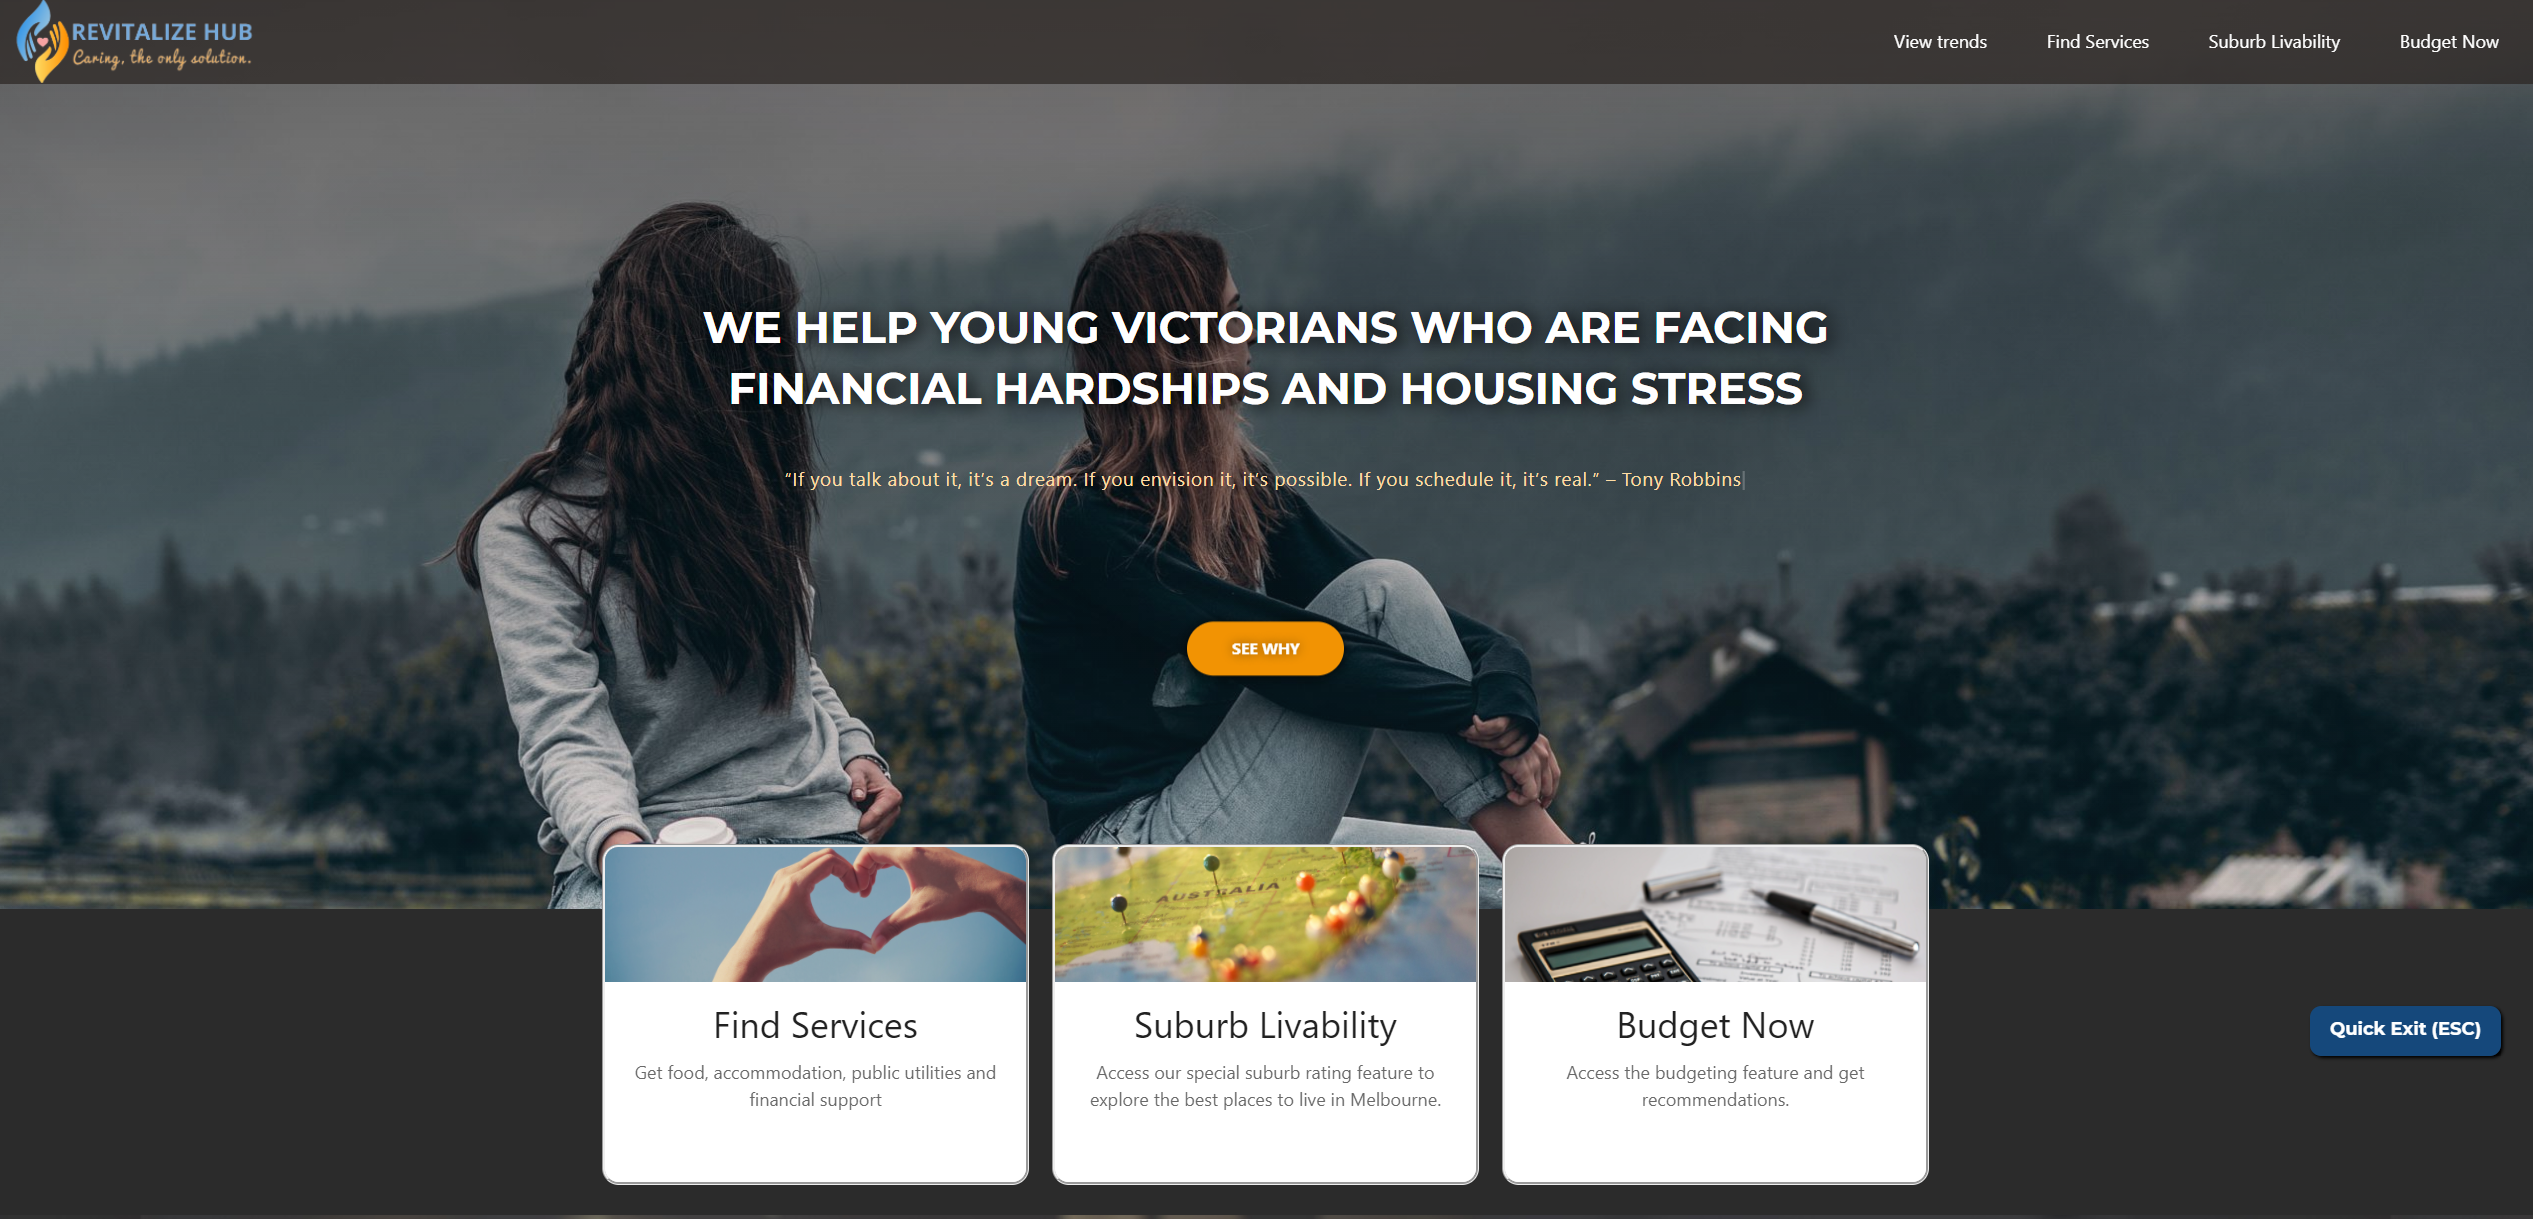 REVITALIZE HUB
Caring, the only solution.
View trends
Find Services
Suburb Livability
Budget Now
WE HELP YOUNG VICTORIANS WHO ARE FACING
FINANCIAL HARDSHIPS AND HOUSING STRESS
“If you talk about it, it’s a dream. If you envision it, it’s possible. If you schedule it, it’s real.” – Tony Robbins
SEE WHY
AUSTRALIA
Find Services
Get food, accommodation, public utilities and
financial support
Suburb Livability
Access our special suburb rating feature to
explore the best places to live in Melbourne.
Budget Now
Access the budgeting feature and get
recommendations.
Quick Exit (ESC)